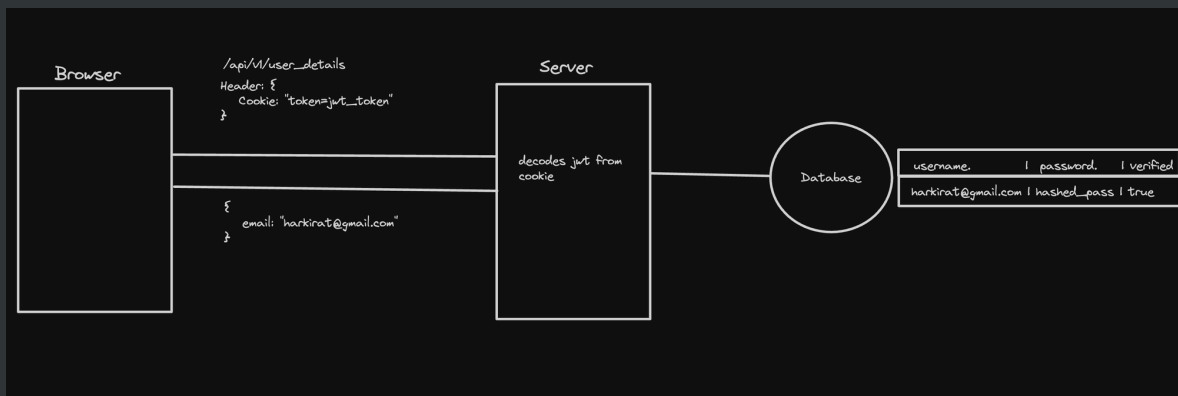 Browser
/api/v1/user_details
Header: {
Cookie: "token=jwt_token"
}
{
email: "harkirat@gmail.com"
}
Server
decodes jwt from
cookie
Database
username. | password. | verified
harkirat@gmail.com | hashed_pass | true